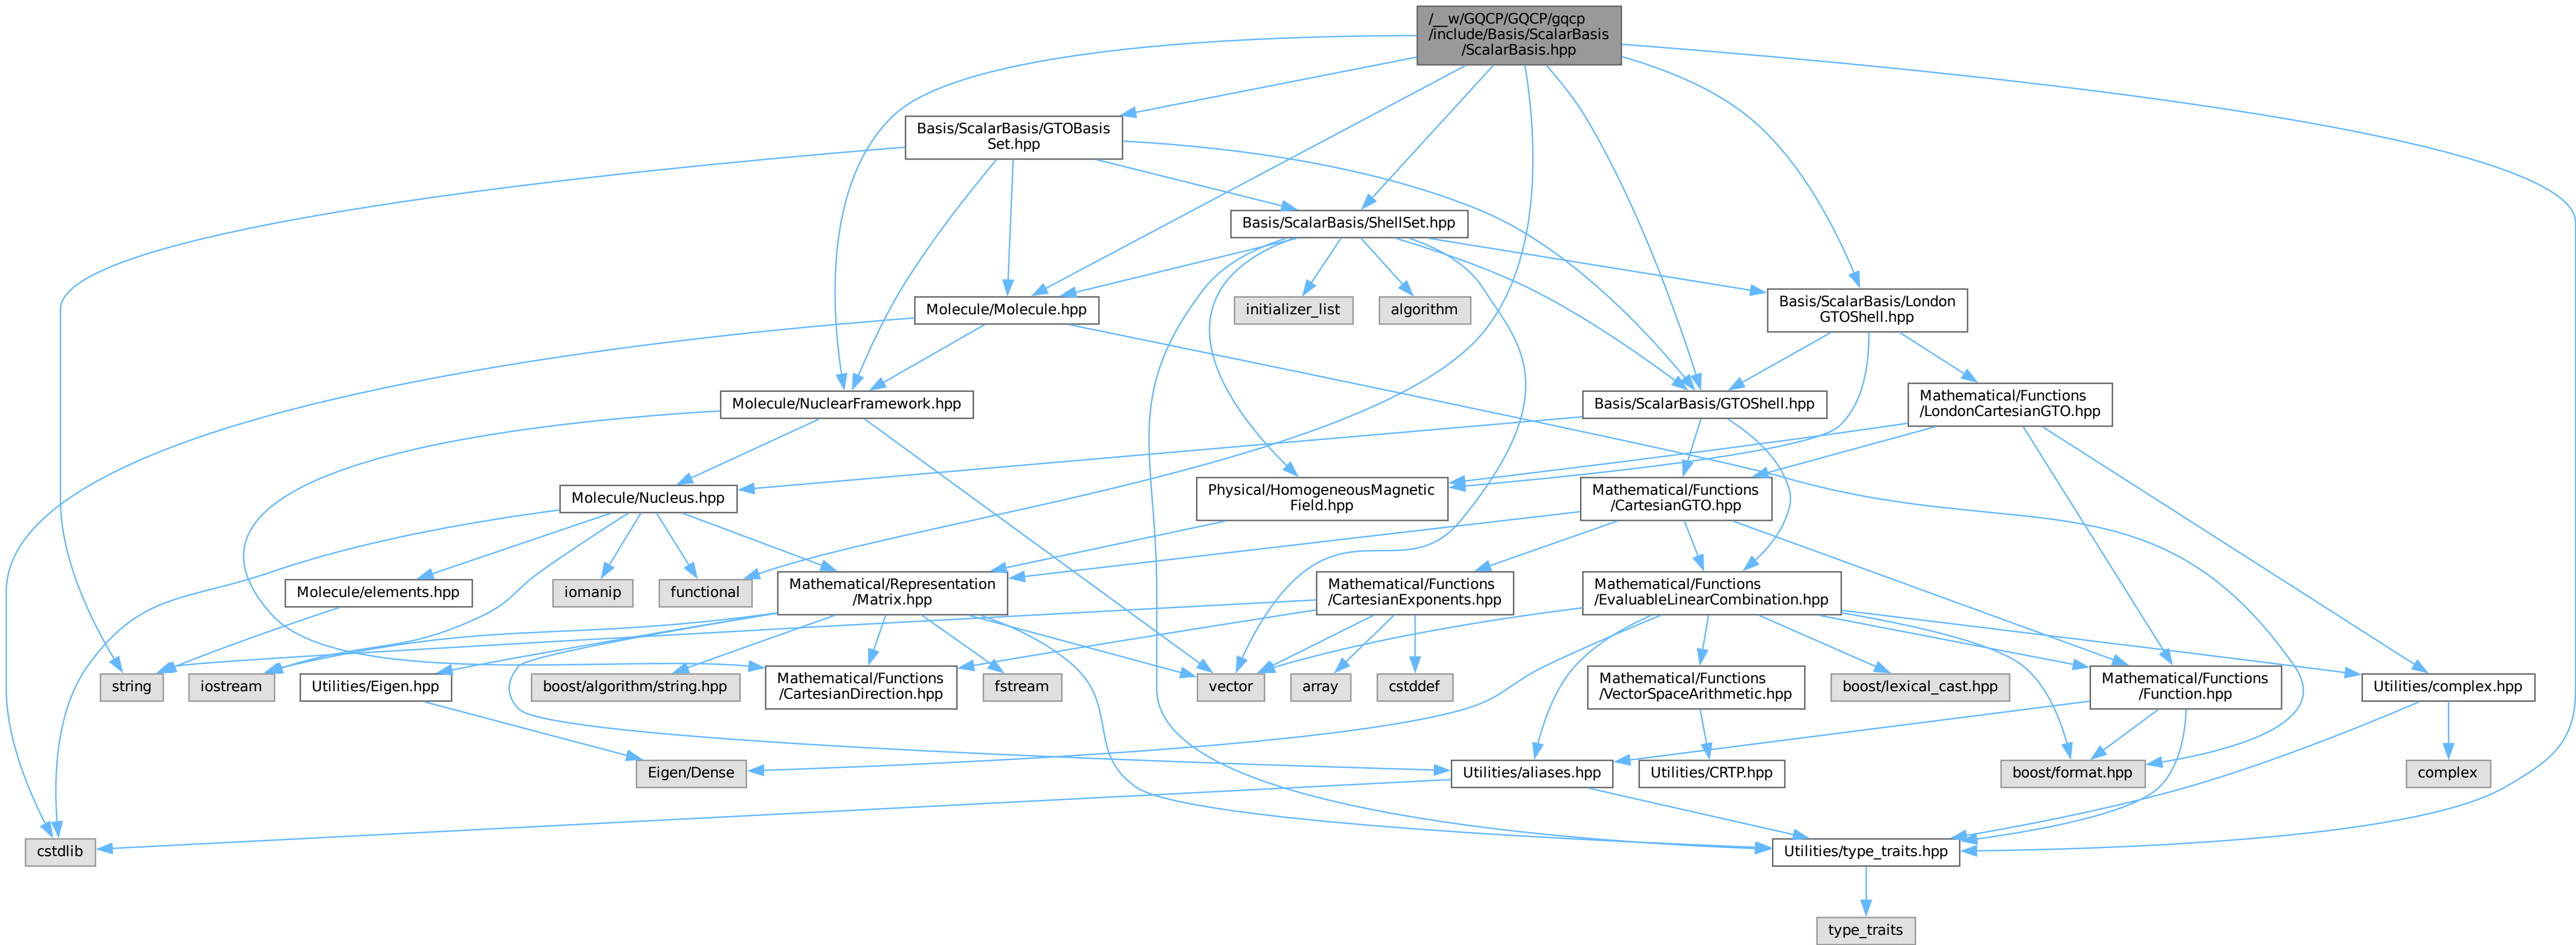 /__w/GQCP/GQCP/gqcp
/include/Basis/ScalarBasis
/ScalarBasis.hpp
Basis/ScalarBasis/GTOBasis
Set.hpp
Basis/ScalarBasis/ShellSet.hpp
Molecule/Molecule.hpp
initializer_list
algorithm
Basis/ScalarBasis/London
GTOShell.hpp
Molecule/NuclearFramework.hpp
Basis/ScalarBasis/GTOShell.hpp
Mathematical/Functions
/LondonCartesianGTO.hpp
Molecule/Nucleus.hpp
Physical/HomogeneousMagnetic
Field.hpp
Mathematical/Functions
/CartesianGTO.hpp
Molecule/elements.hpp
iomanip
functional
Mathematical/Representation
/Matrix.hpp
Mathematical/Functions
/CartesianExponents.hpp
Mathematical/Functions
/EvaluableLinearCombination.hpp
string
iostream
Utilities/Eigen.hpp
boost/algorithm/string.hpp
Mathematical/Functions
/CartesianDirection.hpp
fstream
vector
array
cstddef
Mathematical/Functions
/VectorSpaceArithmetic.hpp
boost/lexical_cast.hpp
Mathematical/Functions
/Function.hpp
Utilities/complex.hpp
Eigen/Dense
Utilities/aliases.hpp
Utilities/CRTP.hpp
boost/format.hpp
complex
cstdlib
Utilities/type_traits.hpp
type_traits